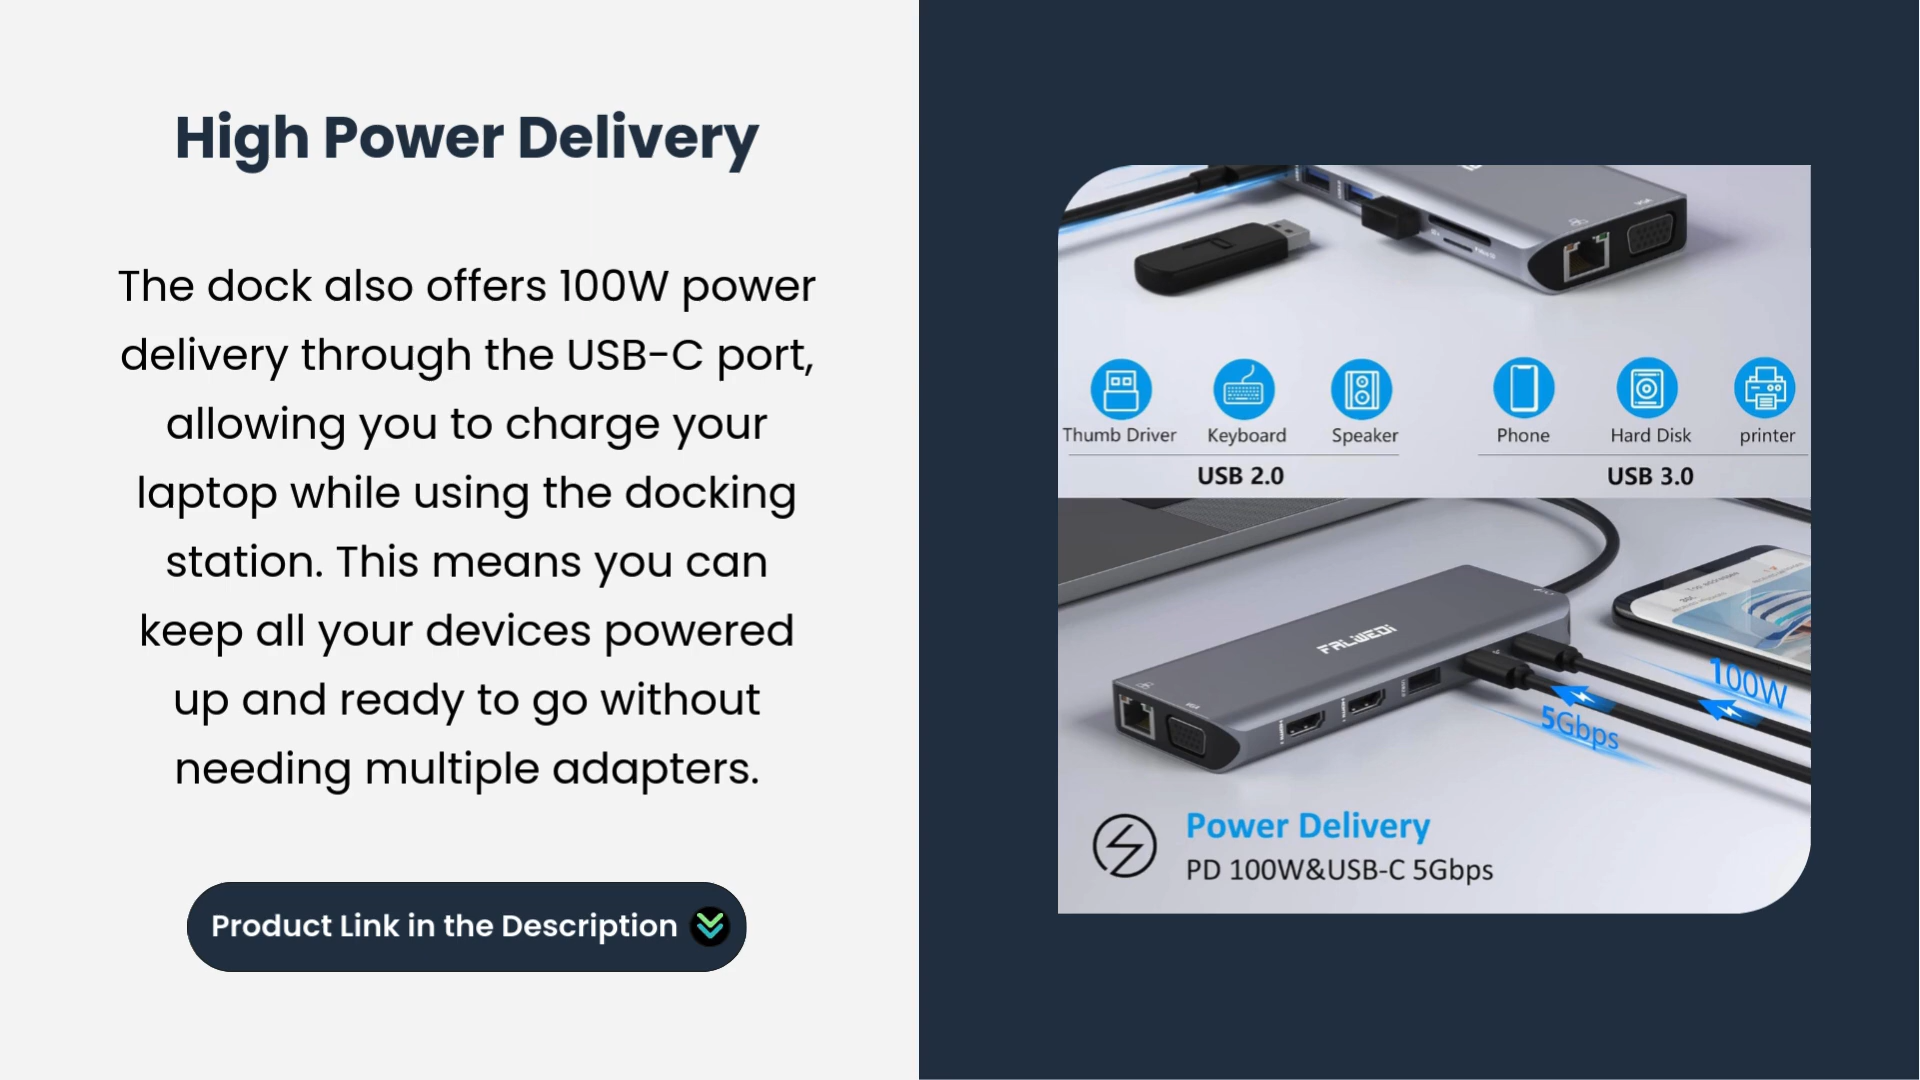 High Power Delivery
The dock also offers 100W power
delivery through the USB-C port,
allowing you to charge your
laptop while using the docking
station. This means you can
keep all your devices powered
up and ready to go without
needing multiple adapters.
Product Link in the Description
Thumb Driver
Keyboard
Speaker
USB 2.0
Phone
Hard Disk
printer
USB 3.0
FALWEDI
100W
5Gbps
Power Delivery
PD 100W&USB-C 5Gbps